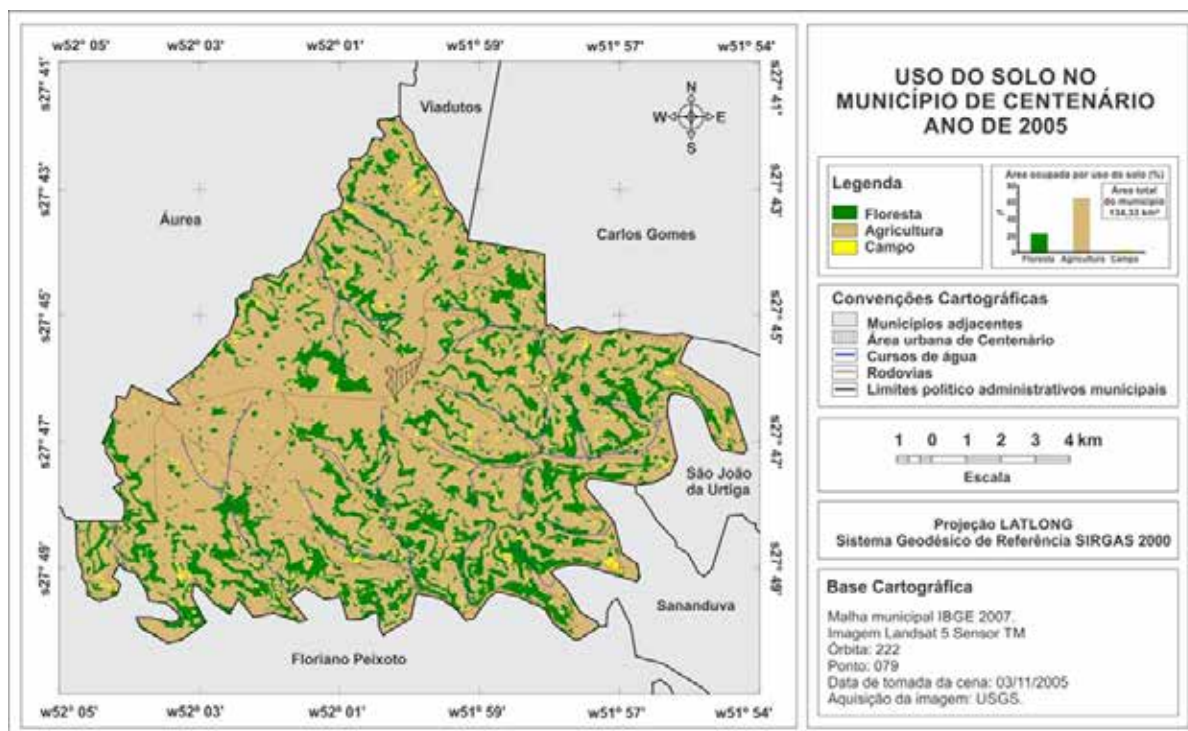 w52° 05' w52° 03' w52° 01' w51° 59' w51° 57' w51° 54'
s27° 41'
s27° 43'
s27° 45'
s27° 47'
s27° 49'
Viadutos
N
W E
S
Áurea
Carlos Gomes
São João
da Urtiga
Sananduva
Floriano Peixoto
s27° 41'
s27° 43'
s27° 45'
s27° 47'
s27° 49'
w52° 05' w52° 03' w52° 01' w51° 59' w51° 57' w51° 54'
USO DO SOLO NO
MUNICÍPIO DE CENTENÁRIO
ANO DE 2005
Legenda
Floresta
Agricultura
Campo
Área ocupada por uso do solo (%)
80
60
40
20
0
Área total
do município
134,33 km²
Floresta Agricultura Campo
Convenções Cartográficas
Municípios adjacentes
Área urbana de Centenário
Cursos de água
Rodovias
Limites político administrativos municipais
1 0 1 2 3 4 km
Escala
Projeção LATLONG
Sistema Geodésico de Referência SIRGAS 2000
Base Cartográfica
Malha municipal IBGE 2007.
Imagem Landsat 5 Sensor TM
Órbita: 222
Ponto: 079
Data de tomada da cena: 03/11/2005
Aquisição da imagem: USGS.